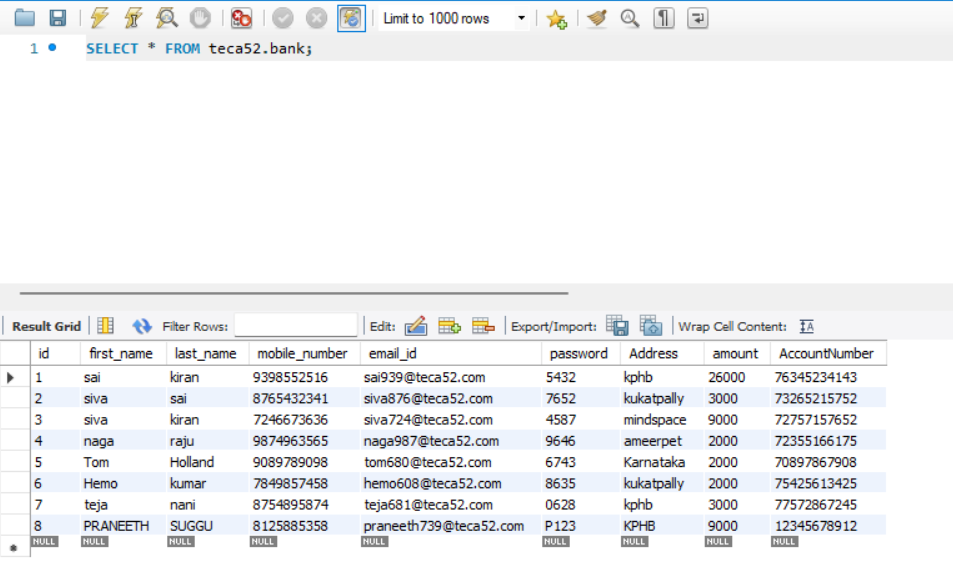 Limit to 1000 rows
1 SELECT * FROM teca52.bank;
Result Grid Filter Rows: Edit: Export/Import: Wrap Cell Content:
id first_name last_name mobile_number email_id password Address amount AccountNumber
1 sai kiran 9398552516 sai939@teca52.com 5432 kphb 26000 76345234143
2 siva sai 8765432341 siva876@teca52.com 7652 kukatpally 3000 73265215752
3 siva kiran 7246673636 siva724@teca52.com 4587 mindspace 9000 72757157652
4 naga raju 9874963565 naga987@teca52.com 9646 ameerpet 2000 72355166175
5 Tom Holland 9089789098 tom680@teca52.com 6743 Karnataka 2000 70897867908
6 Hemo kumar 7849857458 hemo608@teca52.com 8635 kukatpally 2000 75425613425
7 teja nani 8754895874 teja681@teca52.com 0628 kphb 3000 77572867245
8 PRANEETH SUGGU 8125885358 praneeth739@teca52.com P123 KPHB 9000 12345678912
NULL NULL NULL NULL NULL NULL NULL NULL NULL